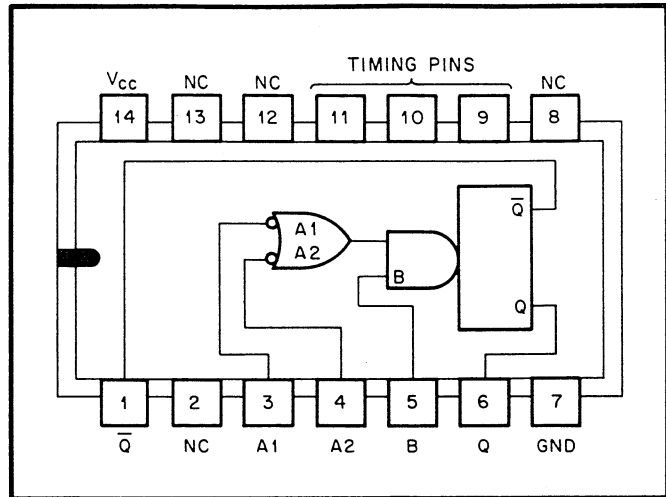 TIMING PINS
V_CC NC NC NC
14 13 12 11 10 9 8
Q̅
A1
A2
B
Q
1 2 3 4 5 6 7
Q̅ NC A1 A2 B Q GND